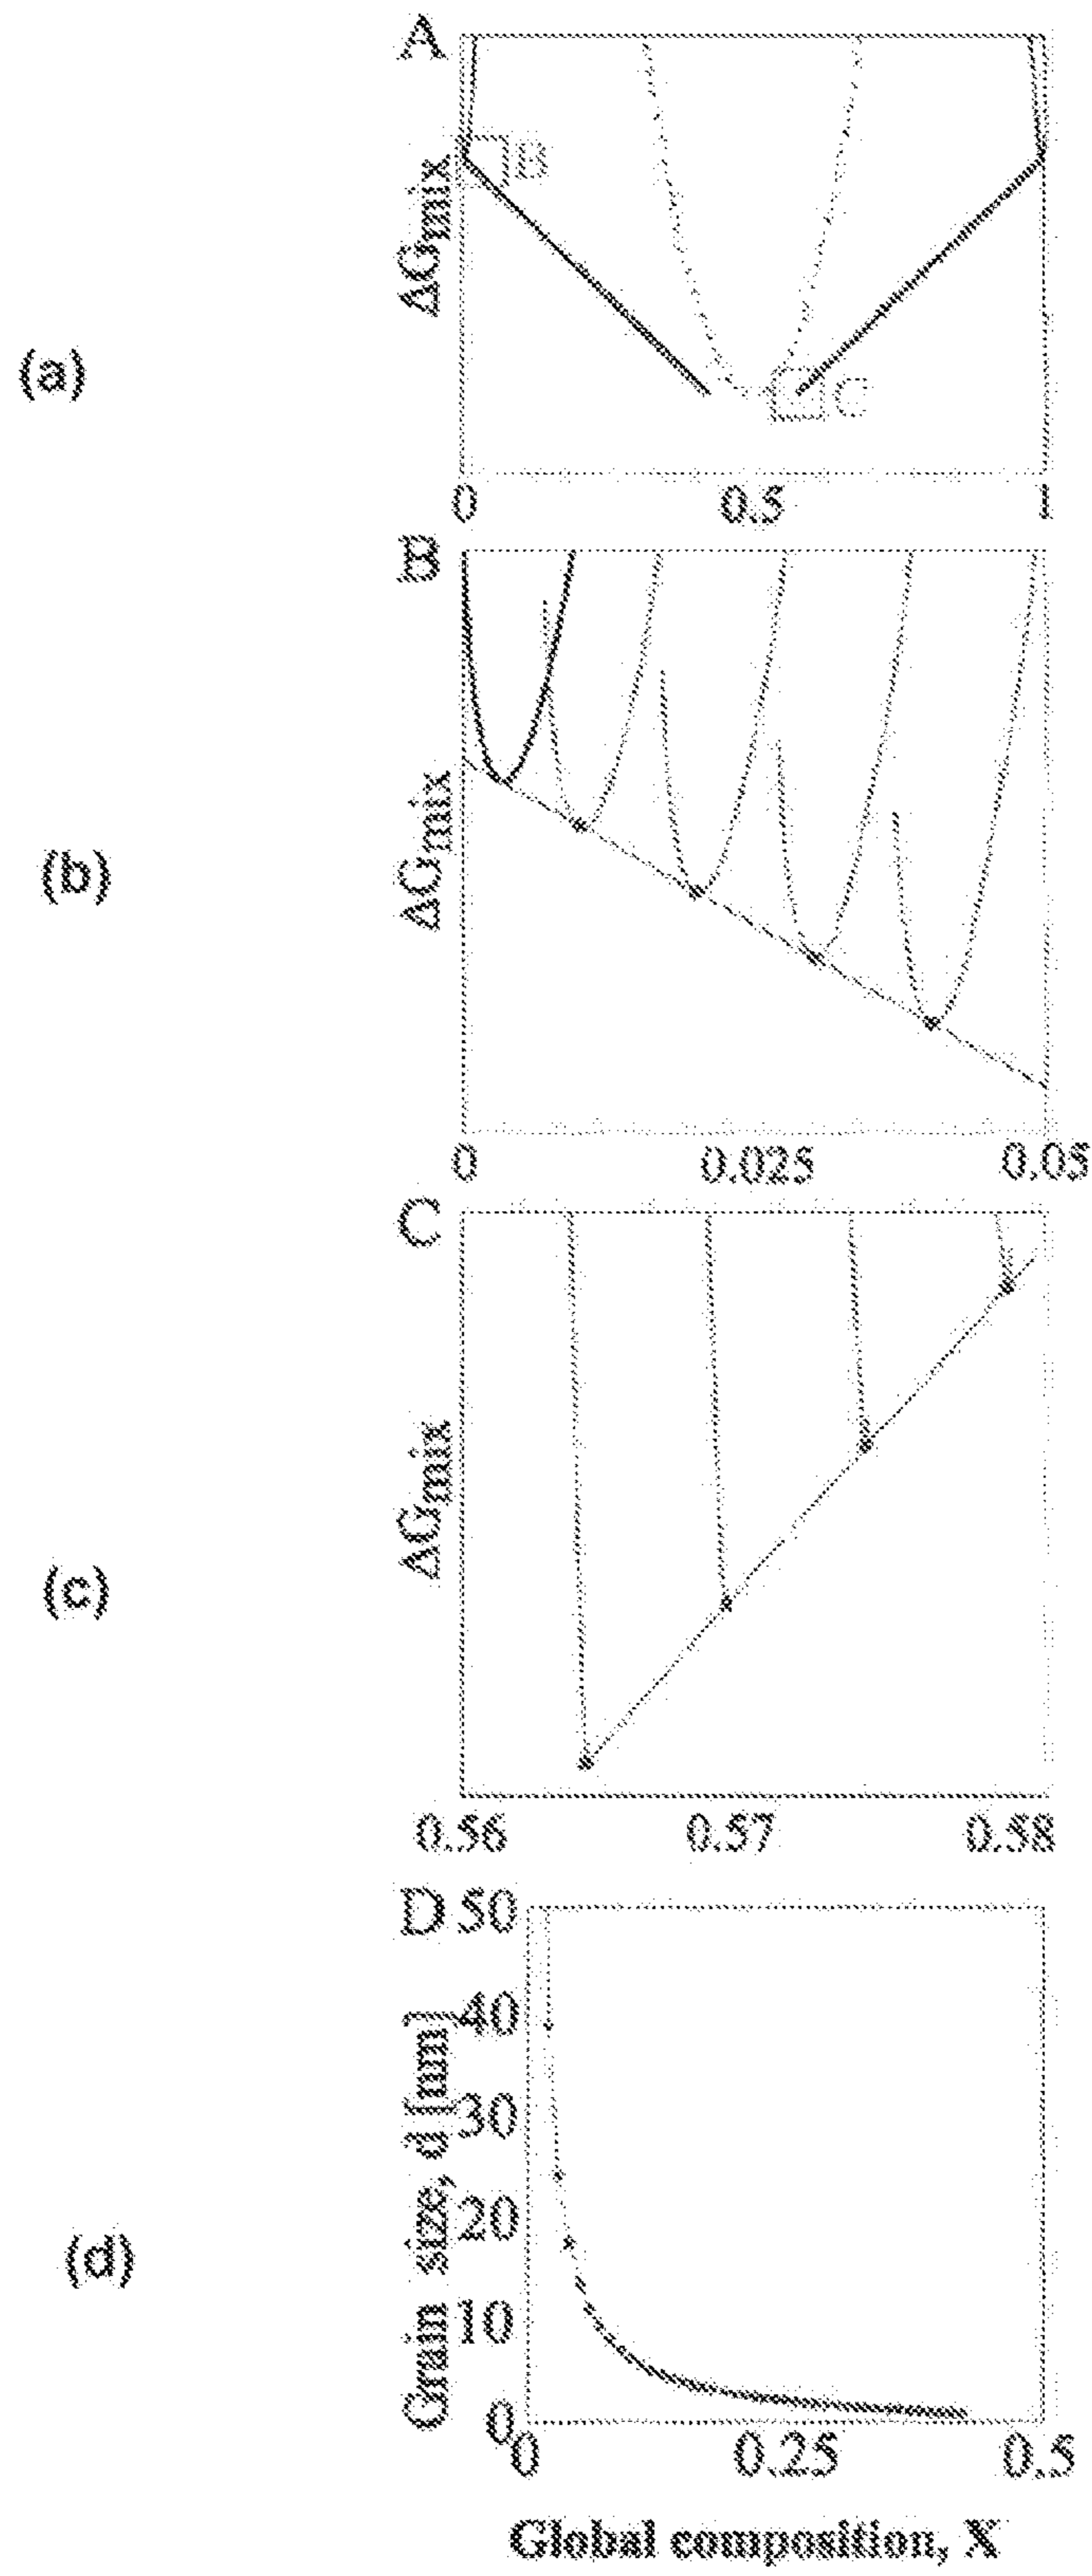 A
ΔGmix
B
C
(a)
0 0.5 1
B
ΔGmix
(b)
0 0.025 0.05
C
ΔGmix
(c)
0.56 0.57 0.58
D
50
40
30
20
10
0
Grain size, d [nm]
(d)
0 0.25 0.5
Global composition, X